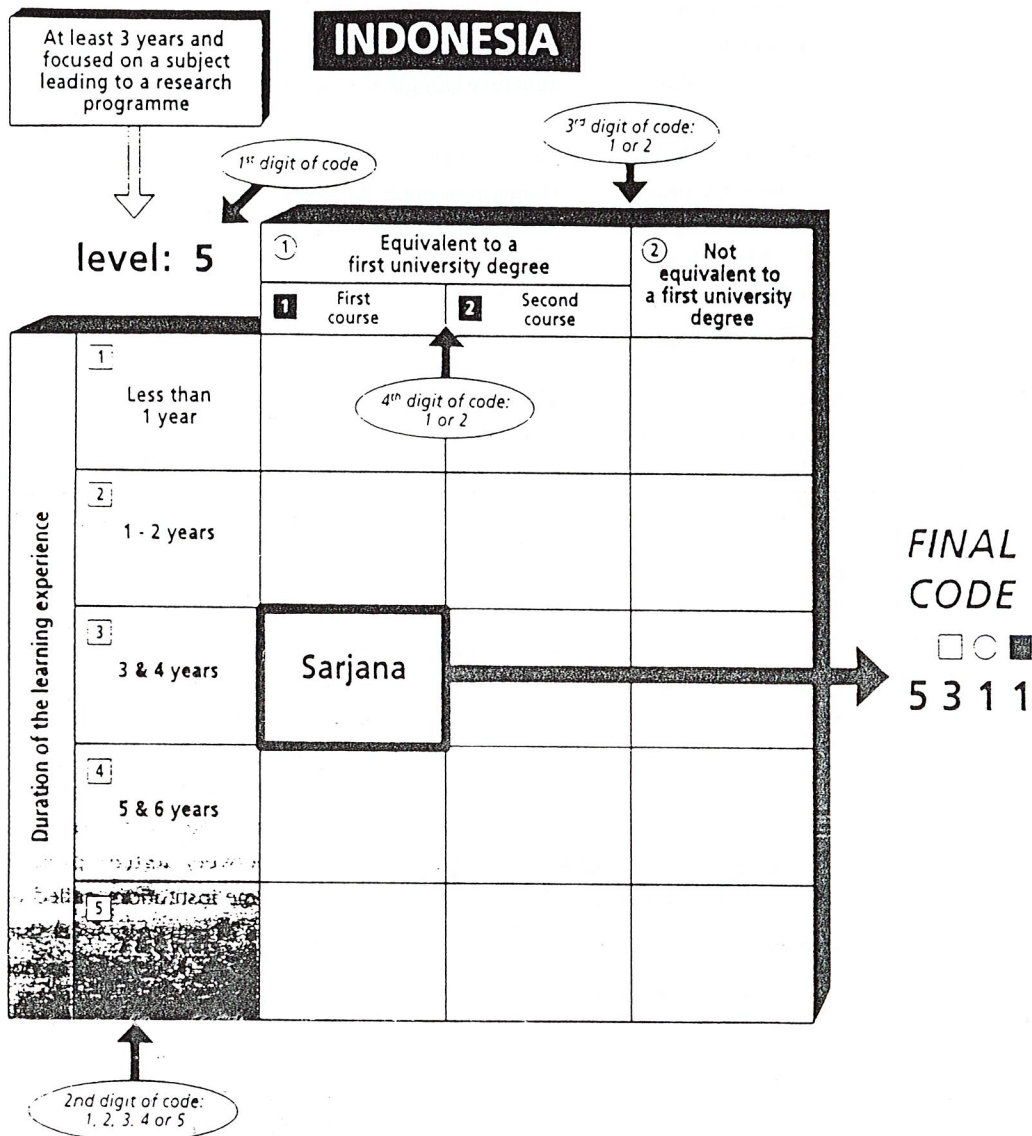 At least 3 years and
focused on a subject
leading to a research
programme
INDONESIA
1st digit of code
3rd digit of code:
1 or 2
level: 5
1 Equivalent to a
first university degree
2 Not
equivalent to
a first university
degree
1 First
course
2 Second
course
4th digit of code:
1 or 2
Duration of the learning experience
1
Less than
1 year
2
1 - 2 years
3
3 & 4 years
Sarjana
4
5 & 6 years
5
FINAL
CODE
5 3 1 1
2nd digit of code:
1, 2, 3, 4 or 5